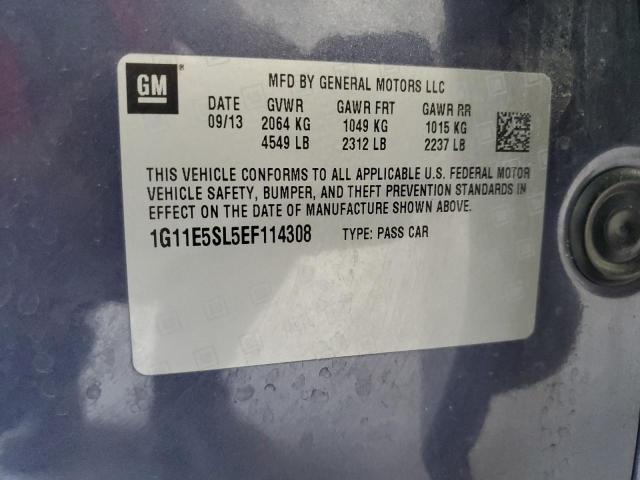 GM
MFD BY GENERAL MOTORS LLC
DATE GVWR GAWR FRT GAWR RR
09/13 2064 KG 1049 KG 1015 KG
4549 LB 2312 LB 2237 LB
THIS VEHICLE CONFORMS TO ALL APPLICABLE U.S. FEDERAL MOTOR
VEHICLE SAFETY, BUMPER, AND THEFT PREVENTION STANDARDS IN
EFFECT ON THE DATE OF MANUFACTURE SHOWN ABOVE.
1G11E5SL5EF114308 TYPE: PASS CAR